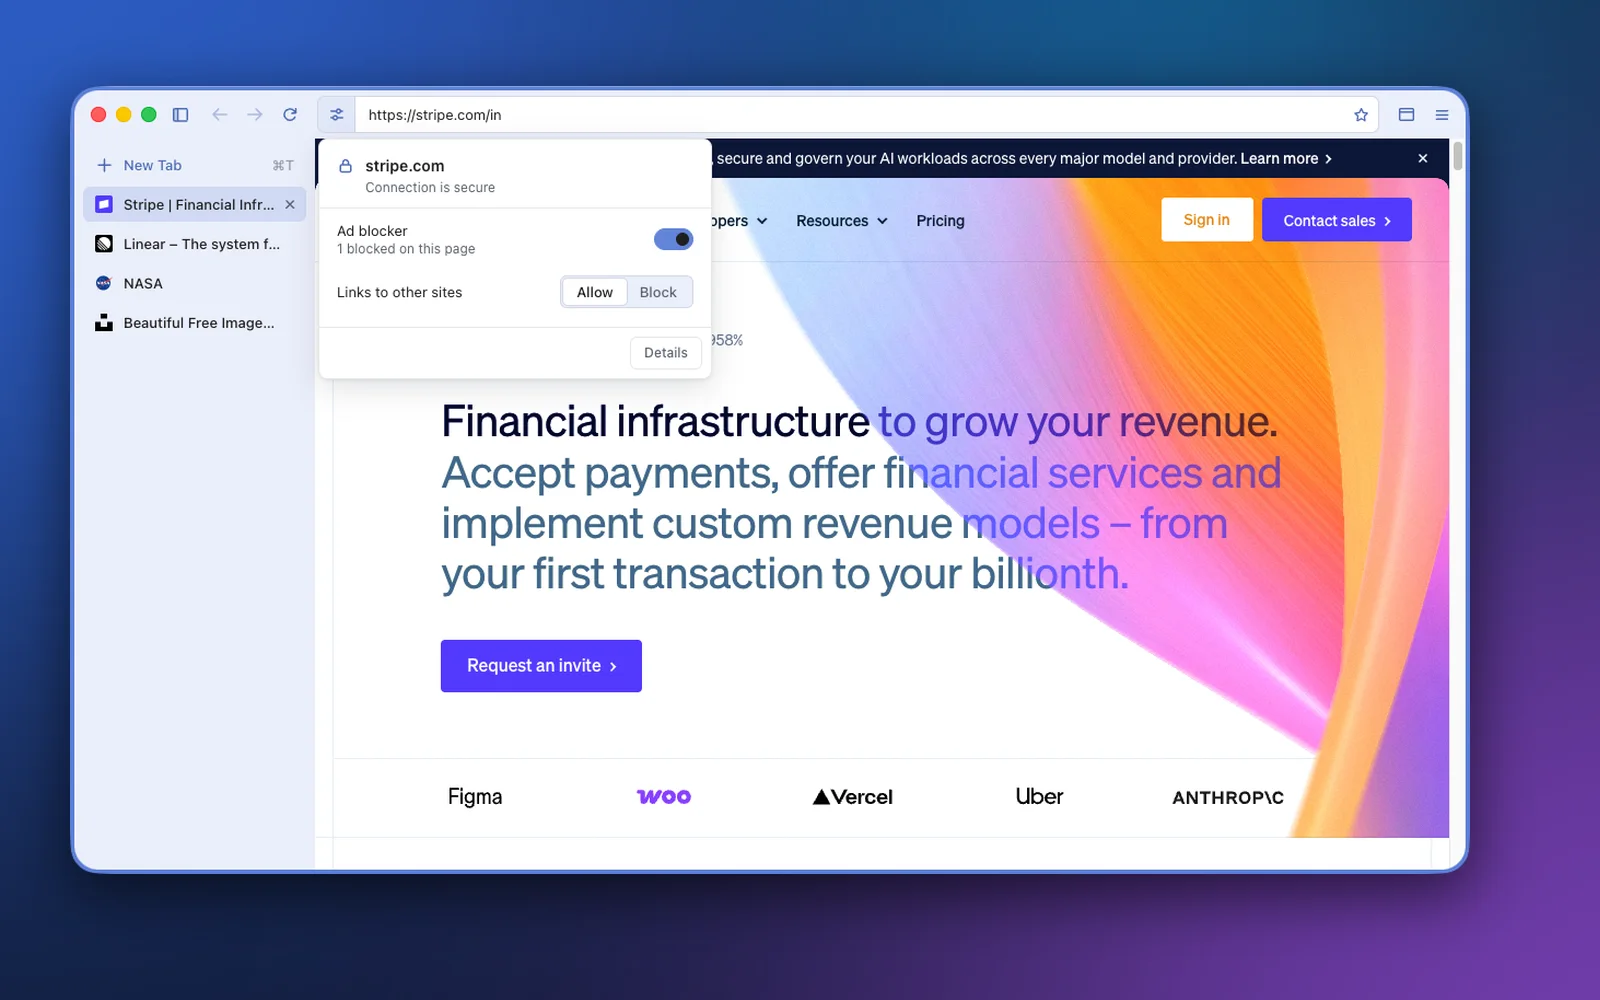 https://stripe.com/in
New Tab ⌘T
Stripe | Financial Infr...
Linear – The system f...
NASA
Beautiful Free Image...
stripe.com
Connection is secure
Ad blocker
1 blocked on this page
Links to other sites
Allow Block
Details
, secure and govern your AI workloads across every major model and provider. Learn more
opers Resources Pricing
Sign in Contact sales
958%
Financial infrastructure to grow your revenue.
Accept payments, offer financial services and
implement custom revenue models – from
your first transaction to your billionth.
Request an invite
Figma woo Vercel Uber ANTHROP\C